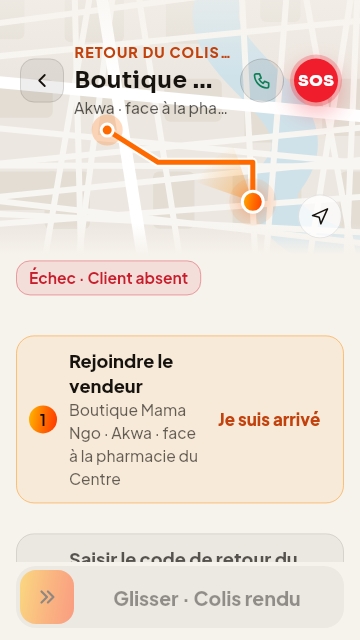 RETOUR DU COLIS…
Boutique …
Akwa · face à la pha…
SOS
Échec · Client absent
1
Rejoindre le
vendeur
Boutique Mama
Ngo · Akwa · face
à la pharmacie du
Centre
Je suis arrivé
Saisir le code de retour du
Glisser · Colis rendu